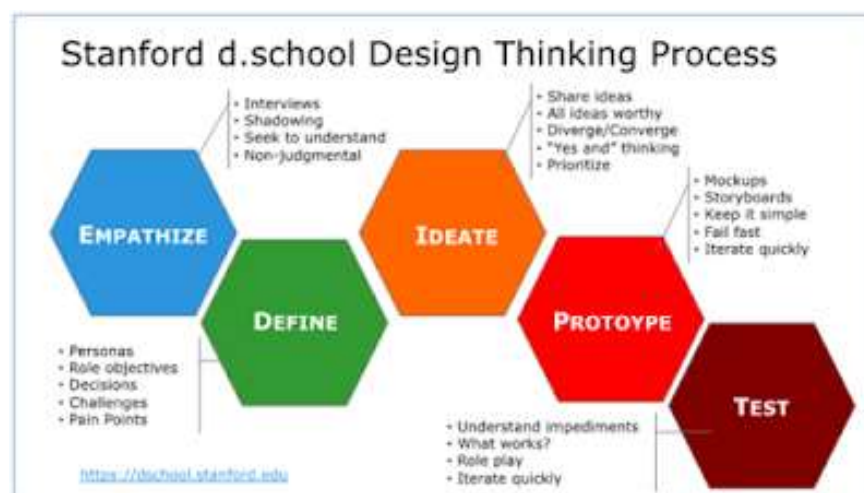 Stanford d.school Design Thinking Process
• Interviews
• Shadowing
• Seek to understand
• Non-judgmental
EMPATHIZE
• Personas
• Role objectives
• Decisions
• Challenges
• Pain Points
DEFINE
• Share ideas
• All ideas worthy
• Diverge/Converge
• "Yes and" thinking
• Prioritize
IDEATE
• Mockups
• Storyboards
• Keep it simple
• Fail fast
• Iterate quickly
PROTOYPE
• Understand impediments
• What works?
• Role play
• Iterate quickly
TEST
https://dschool.stanford.edu